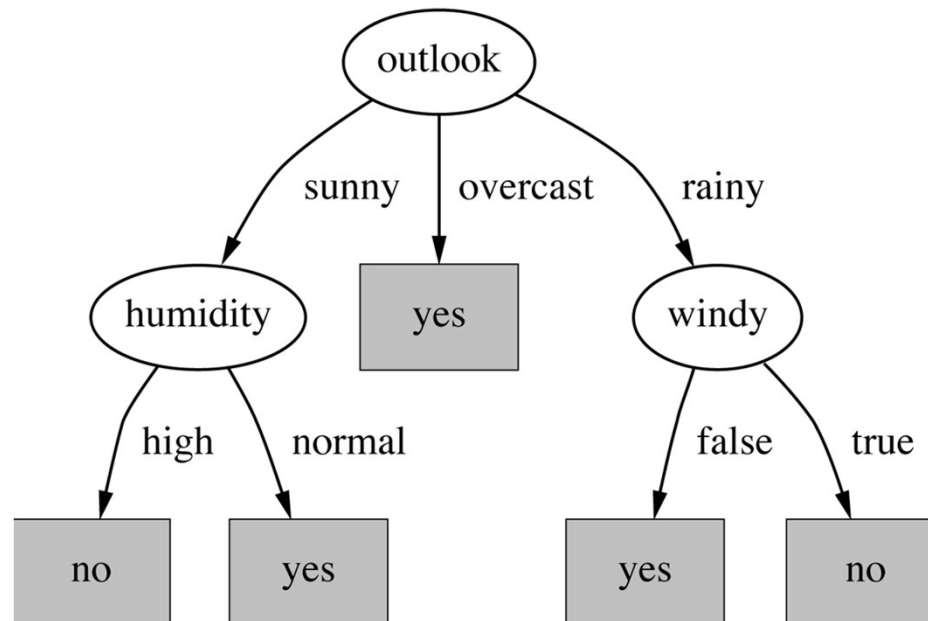 outlook
sunny overcast rainy
humidity yes windy
high normal false true
no yes yes no